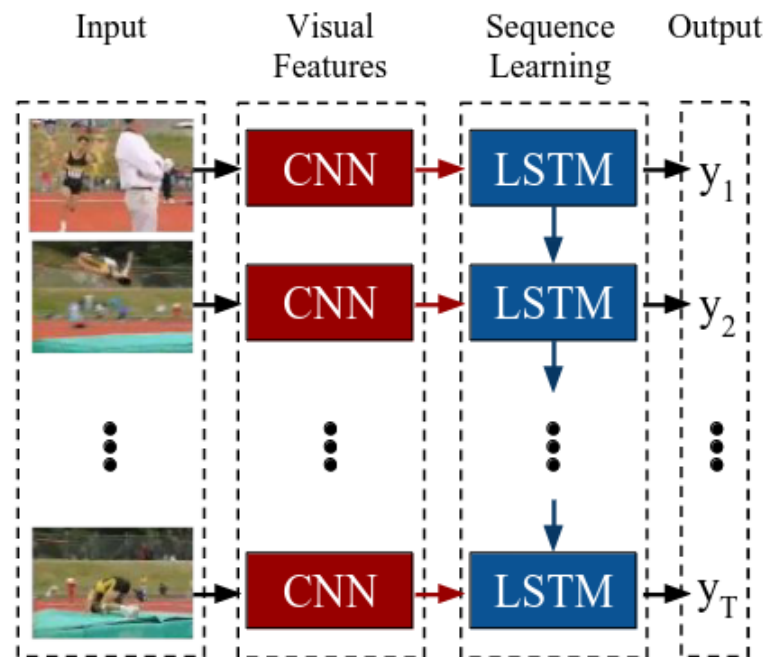 Input
Visual
Features
Sequence
Learning
Output
CNN
LSTM
y1
CNN
LSTM
y2
CNN
LSTM
yT